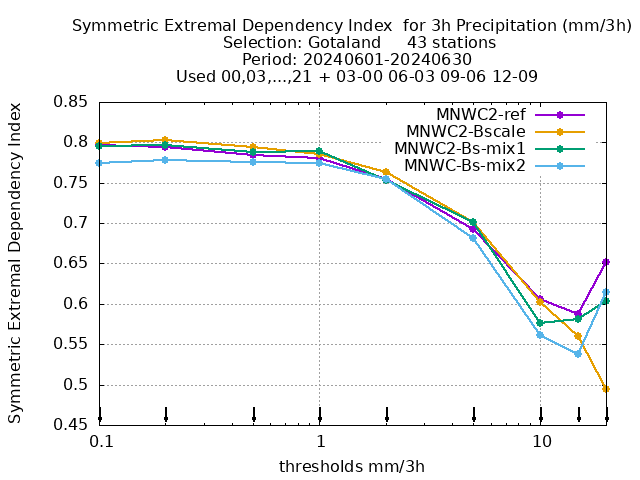 Symmetric Extremal Dependency Index  for 3h Precipitation (mm/3h)
Selection: Gotaland     43 stations
Period: 20240601-20240630
Used 00,03,...,21 + 03-00 06-03 09-06 12-09
Symmetric Extremal Dependency Index
0.85
0.8
0.75
0.7
0.65
0.6
0.55
0.5
0.45
MNWC2-ref
MNWC2-Bscale
MNWC2-Bs-mix1
MNWC-Bs-mix2
0.1 1 10
thresholds mm/3h